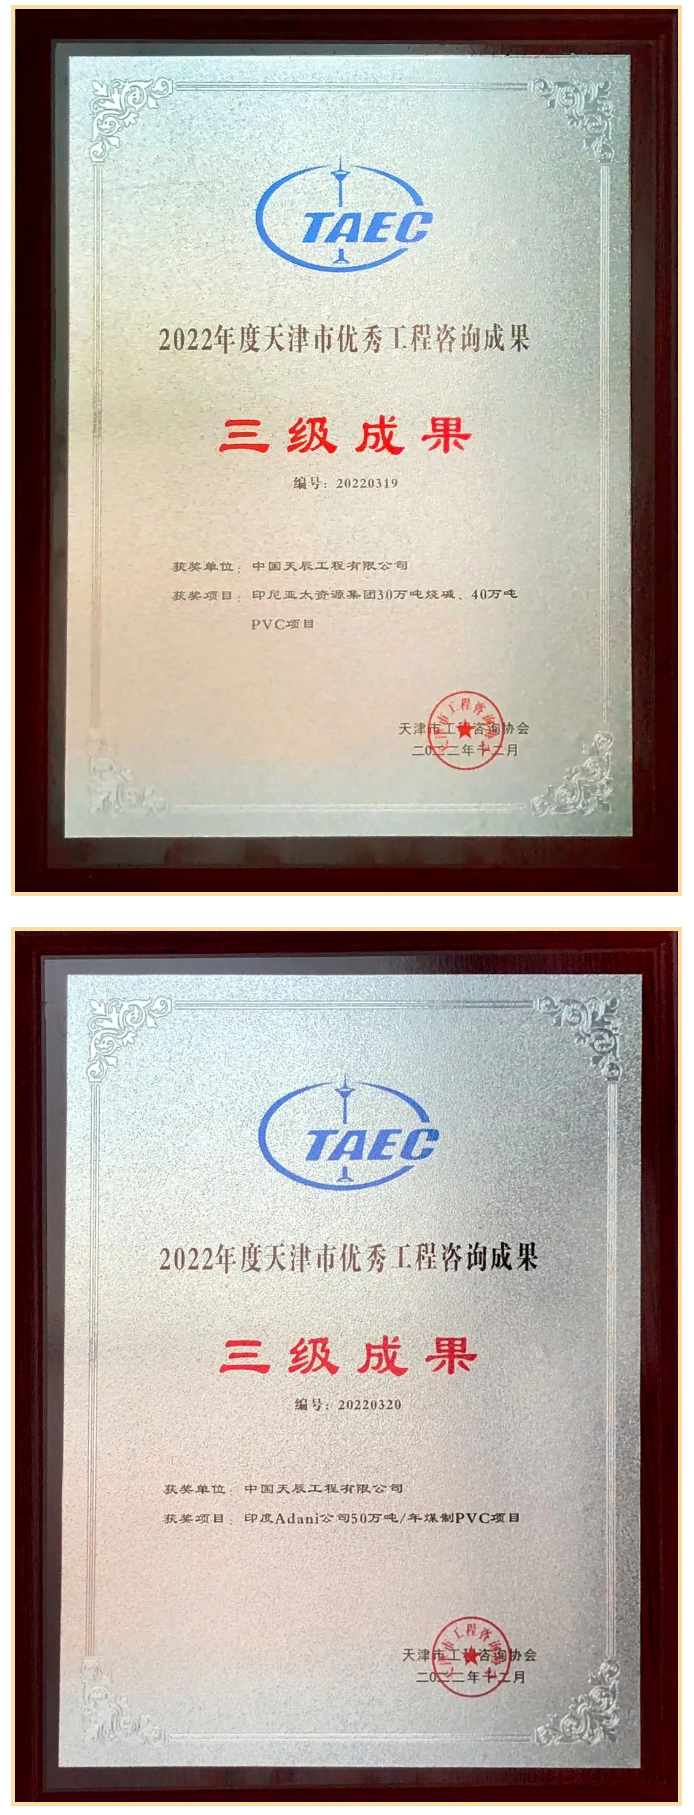 TAEC
2022年度天津市优秀工程咨询成果
三级成果
编号：20220319
获奖单位：中国天辰工程有限公司
获奖项目：印尼亚太资源集团30万吨烧碱、40万吨
PVC项目
天津市工程咨询协会
二〇二二年十二月
TAEC
2022年度天津市优秀工程咨询成果
三级成果
编号：20220320
获奖单位：中国天辰工程有限公司
获奖项目：印度Adani公司50万吨/年煤制PVC项目
天津市工程咨询协会
二〇二二年十二月